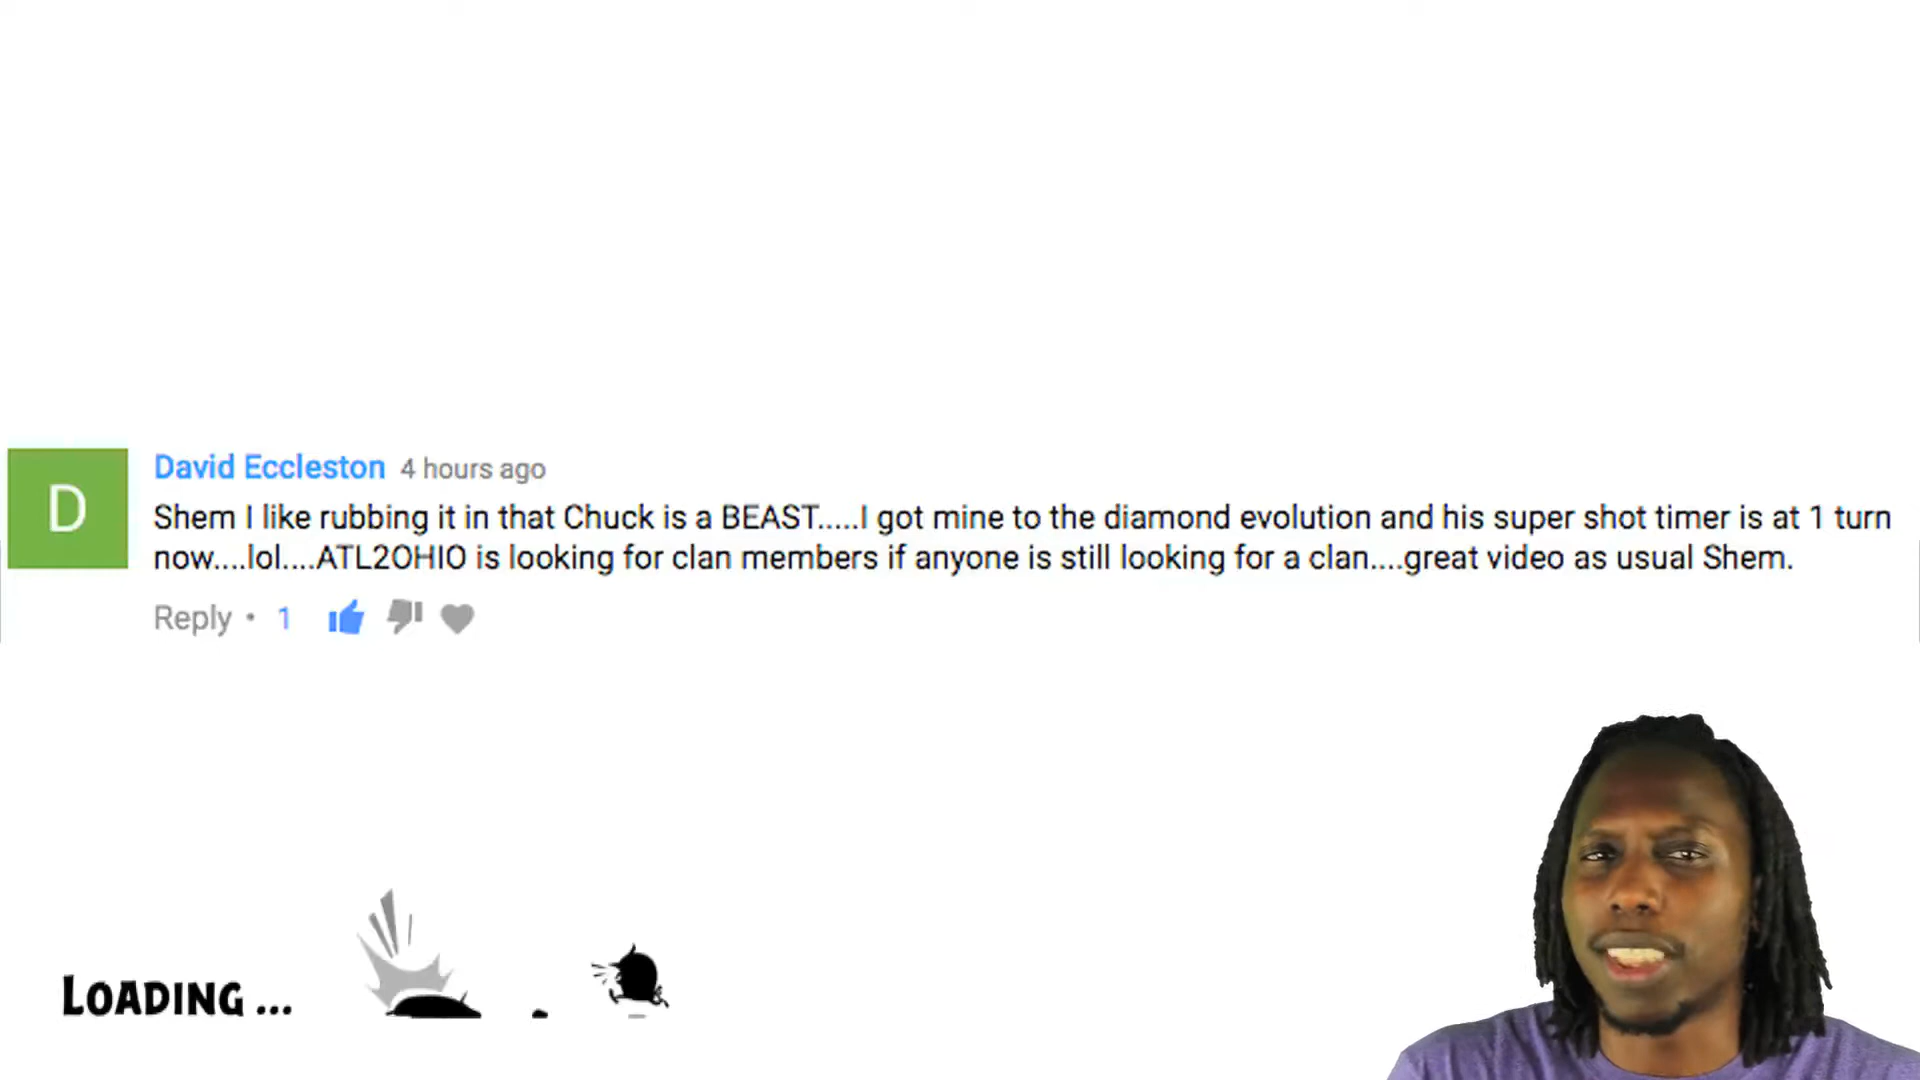 D
David Eccleston 4 hours ago
Shem I like rubbing it in that Chuck is a BEAST.....I got mine to the diamond evolution and his super shot timer is at 1 turn
now....lol....ATL2OHIO is looking for clan members if anyone is still looking for a clan....great video as usual Shem.
Reply • 1
LOADING ...